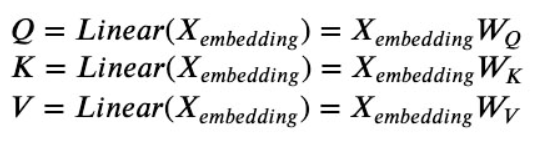 Q = Linear(X_embedding) = X_embedding W_Q
K = Linear(X_embedding) = X_embedding W_K
V = Linear(X_embedding) = X_embedding W_V